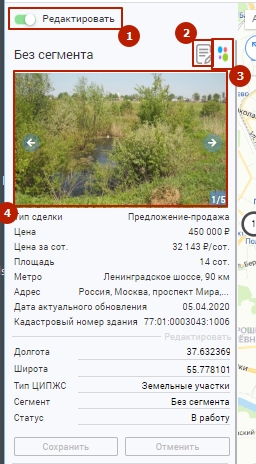 Редактировать
1
2
Без сегмента
3
1/5
4
Тип сделки Предложение-продажа
Цена 450 000 ₽
Цена за сот. 32 143 ₽/сот.
Площадь 14 сот.
Метро Ленинградское шоссе, 90 км
Адрес Россия, Москва, проспект Мира,...
Дата актуального обновления 05.04.2020
Кадастровый номер здания 77:01:0003043:1006
Редактировать
Долгота 37.632369
Широта 55.778101
Тип ЦИПЖС Земельные участки
Сегмент Без сегмента
Статус В работу
Сохранить Отменить